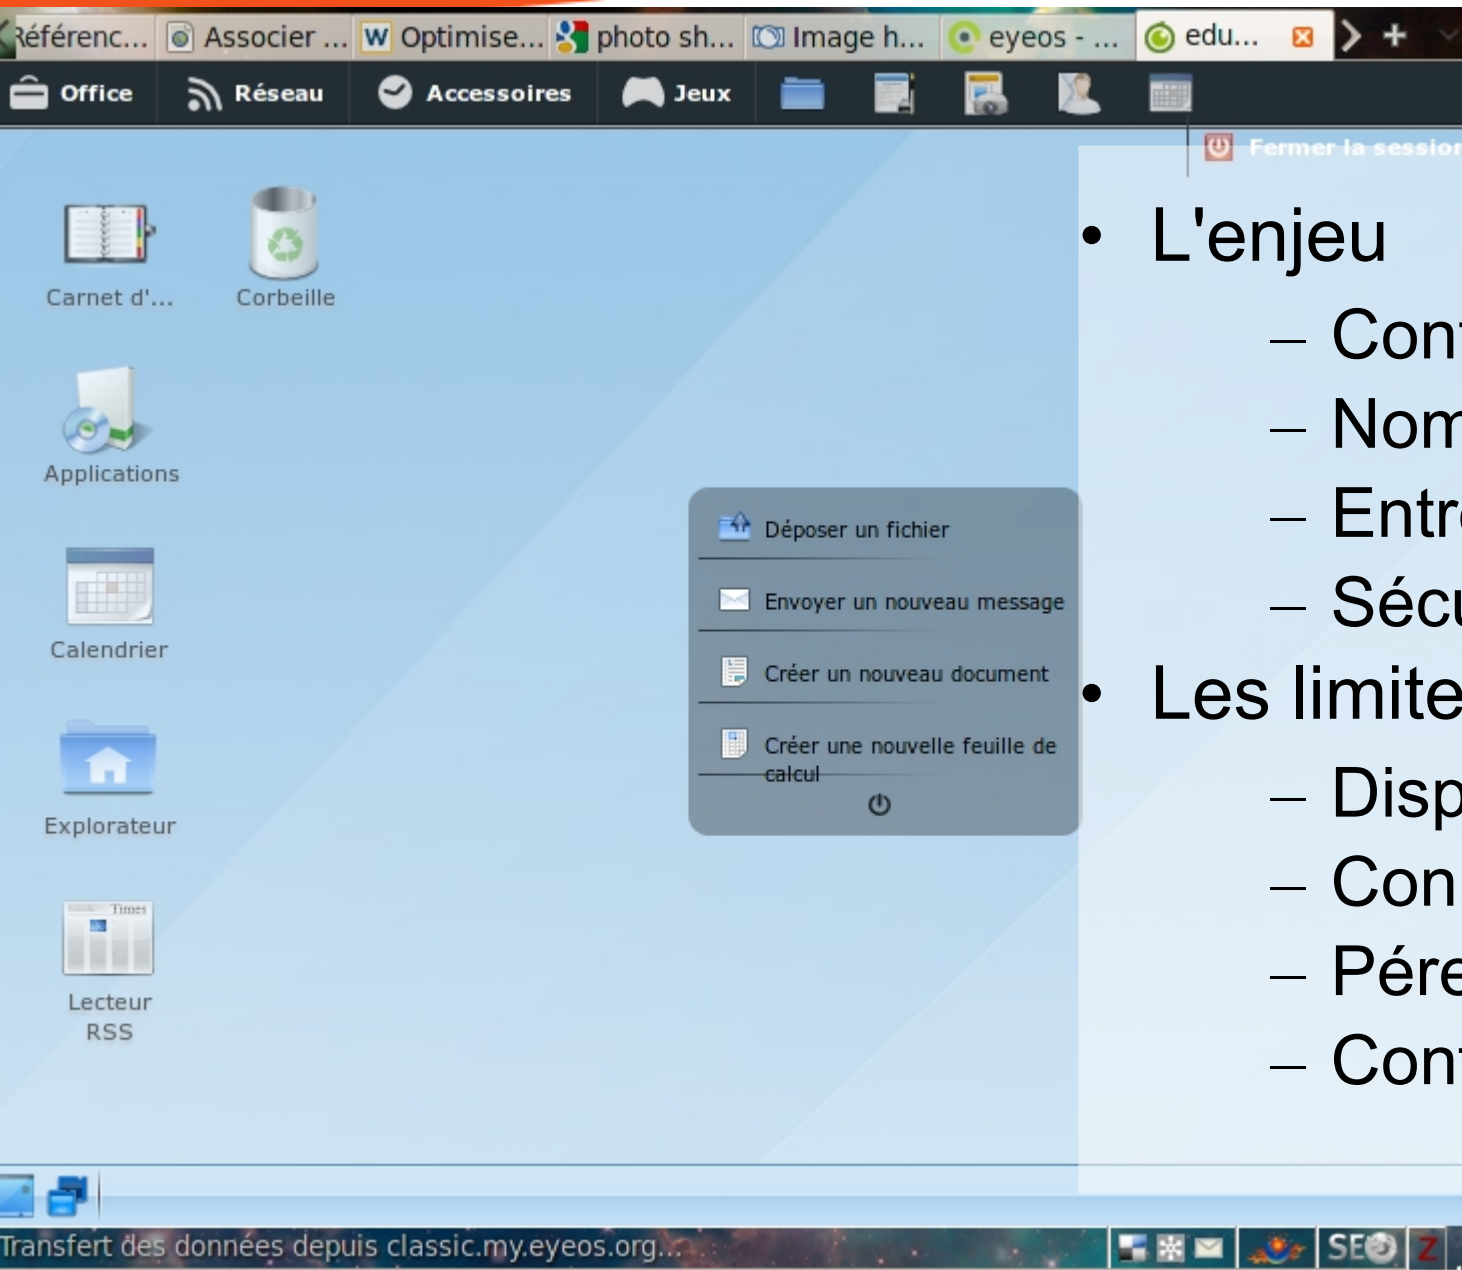 Référenc... Associer ... W Optimise... photo sh... Image h... eyeos - ... edu...
Office Réseau Accessoires Jeux
Fermer la session
Carnet d'... Corbeille
Applications
Calendrier
Explorateur
Times
Lecteur
RSS
Déposer un fichier
Envoyer un nouveau message
Créer un nouveau document
Créer une nouvelle feuille de
calcul
• L'enjeu
– Con
– Nom
– Entr
– Sécu
• Les limite
– Disp
– Con
– Pére
– Con
Transfert des données depuis classic.my.eyeos.org... SEO Z